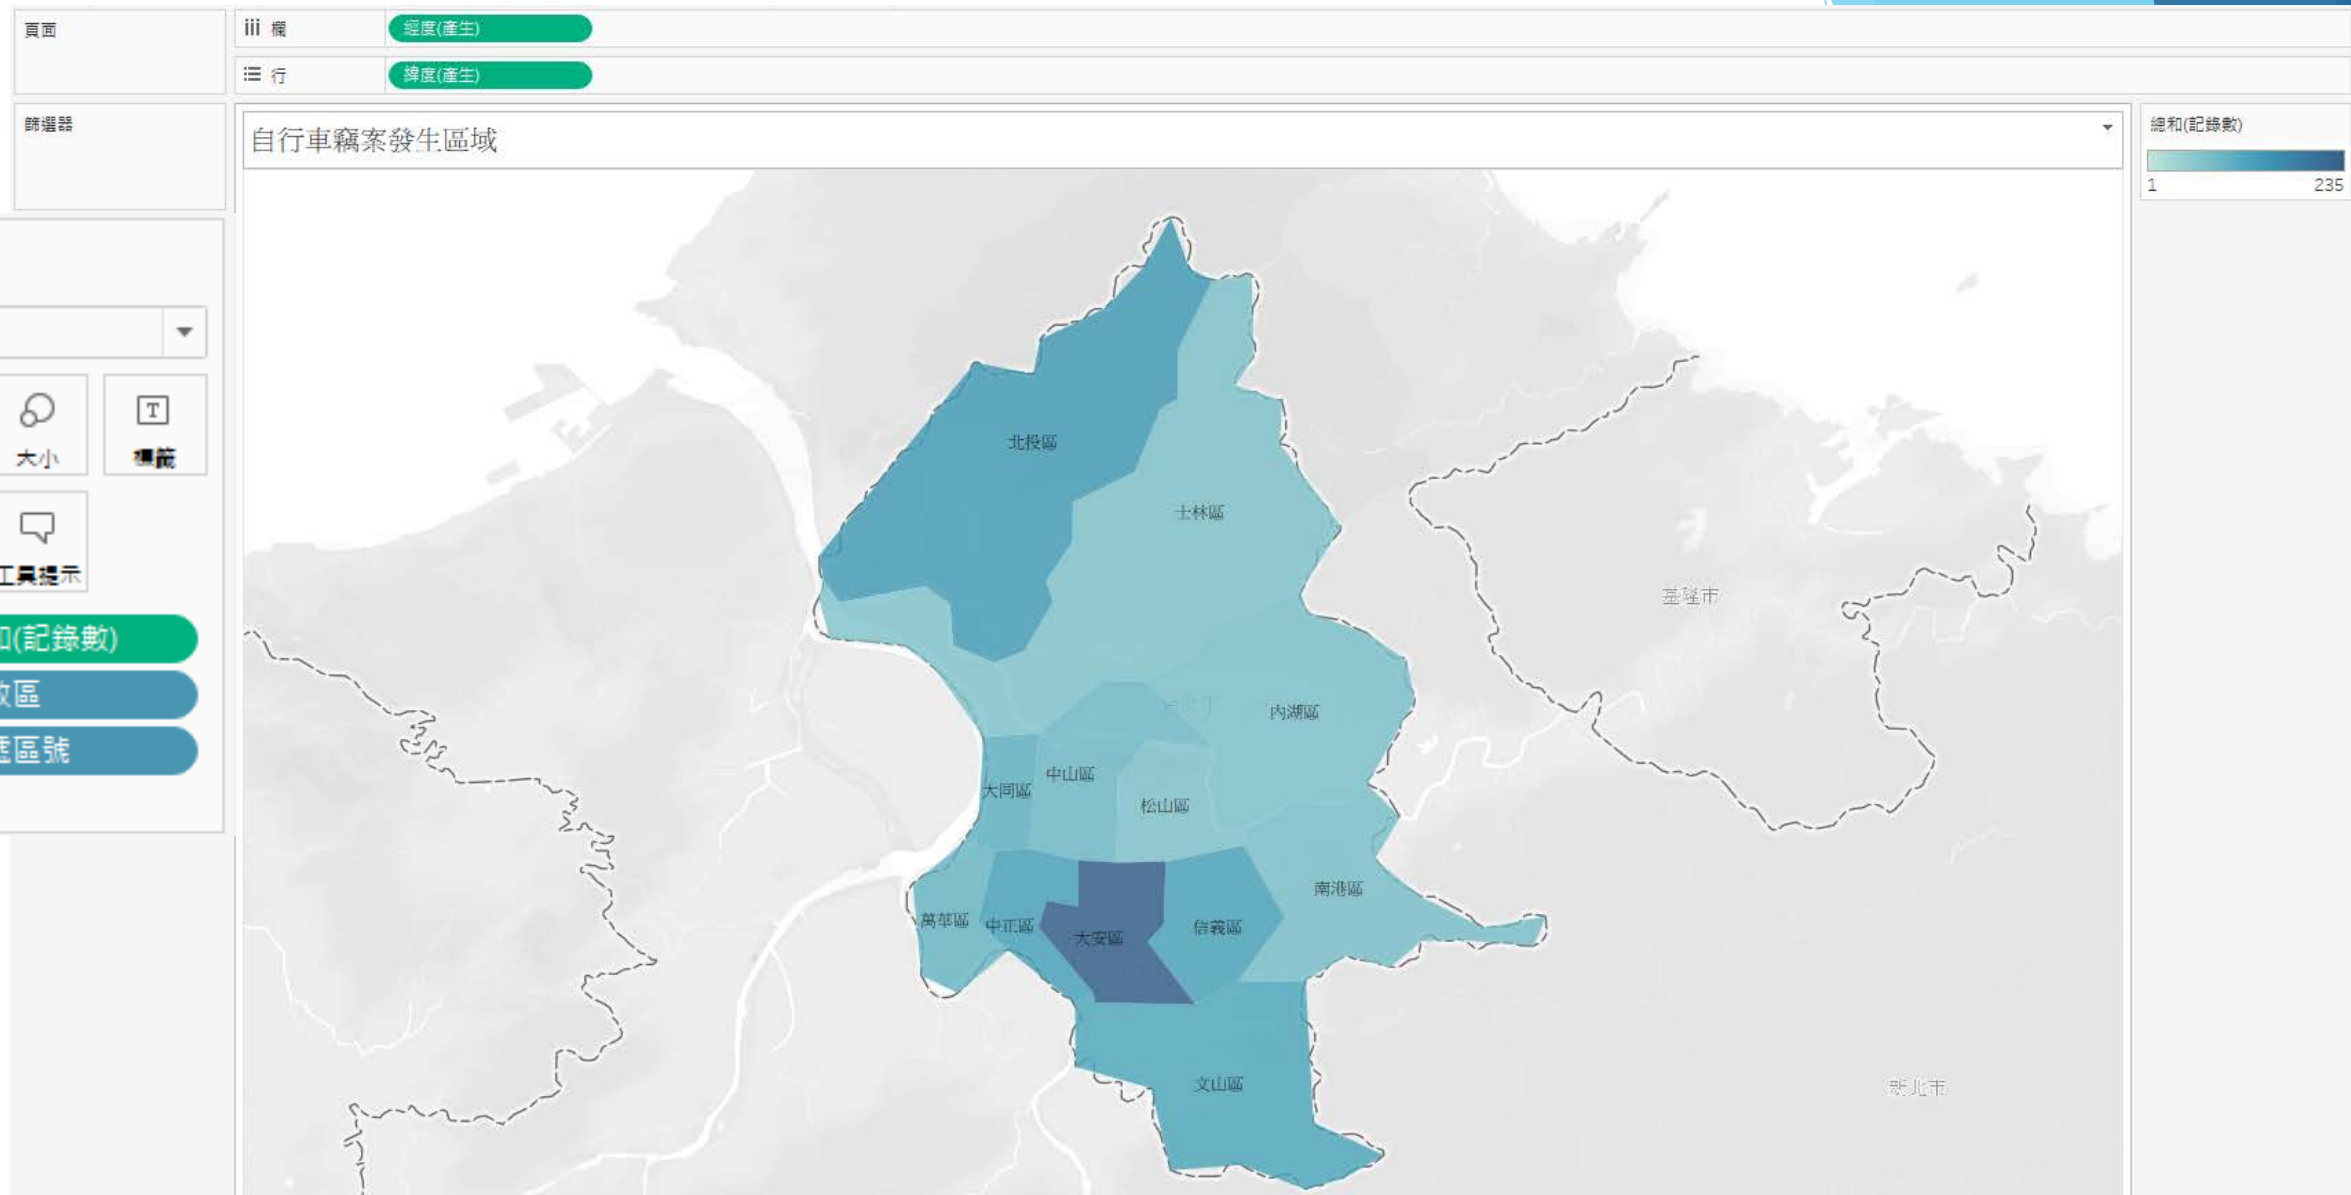 頁面
欄
經度(產生)
行
緯度(產生)
篩選器
自行車竊案發生區域
總和(記錄數)
1 235
大小
標籤
工具提示
(記錄數)
區
區號
北投區
士林區
基隆市
內湖區
中山區
大同區
松山區
南港區
萬華區
中正區
信義區
大安區
文山區
新北市